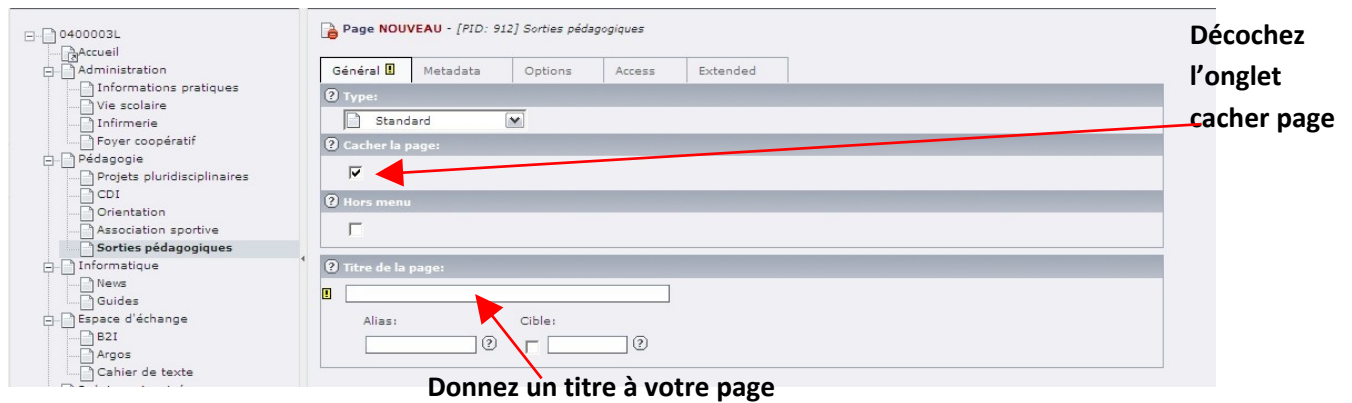 0400003L
Accueil
Administration
Informations pratiques
Vie scolaire
Infirmerie
Foyer coopératif
Pédagogie
Projets pluridisciplinaires
CDI
Orientation
Association sportive
Sorties pédagogiques
Informatique
News
Guides
Espace d'échange
B2I
Argos
Cahier de texte
Page NOUVEAU - [PID: 912] Sorties pédagogiques
Général Metadata Options Access Extended
Type:
Standard
Cacher la page:
Hors menu
Titre de la page:
Alias: Cible:
Décochez
l'onglet
cacher page
Donnez un titre à votre page